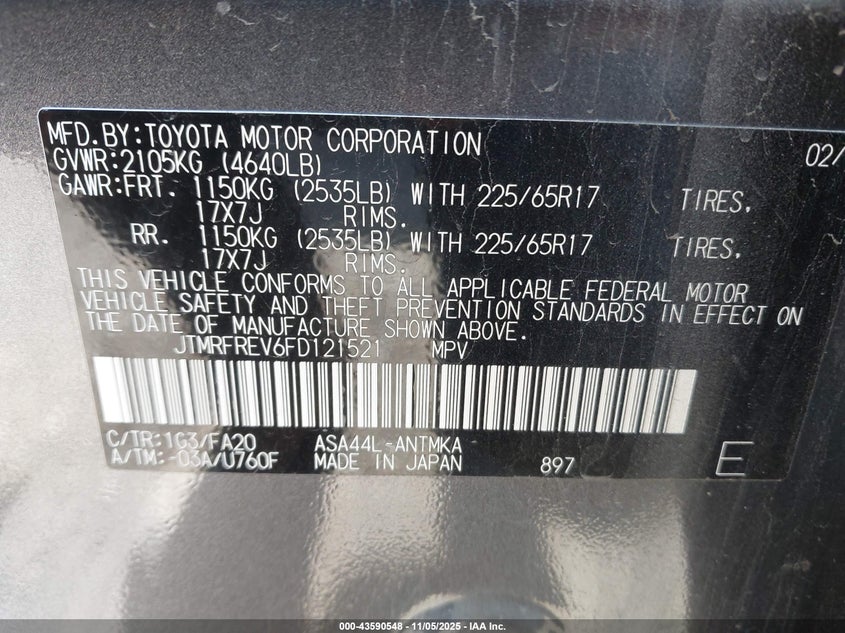 MFD.BY:TOYOTA MOTOR CORPORATION 02/
GVWR:2105KG (4640LB)
GAWR:FRT. 1150KG (2535LB) WITH 225/65R17 TIRES,
17X7J RIMS.
RR. 1150KG (2535LB) WITH 225/65R17 TIRES,
17X7J RIMS.
THIS VEHICLE CONFORMS TO ALL APPLICABLE FEDERAL MOTOR
VEHICLE SAFETY AND THEFT PREVENTION STANDARDS IN EFFECT ON
THE DATE OF MANUFACTURE SHOWN ABOVE.
JTMRFREV6FD121521 MPV
C/TR:1G3/FA20 ASA44L-ANTMKA
A/TM:-03A/U760F MADE IN JAPAN 897 E
000-43590548 - 11/05/2025 - IAA Inc.